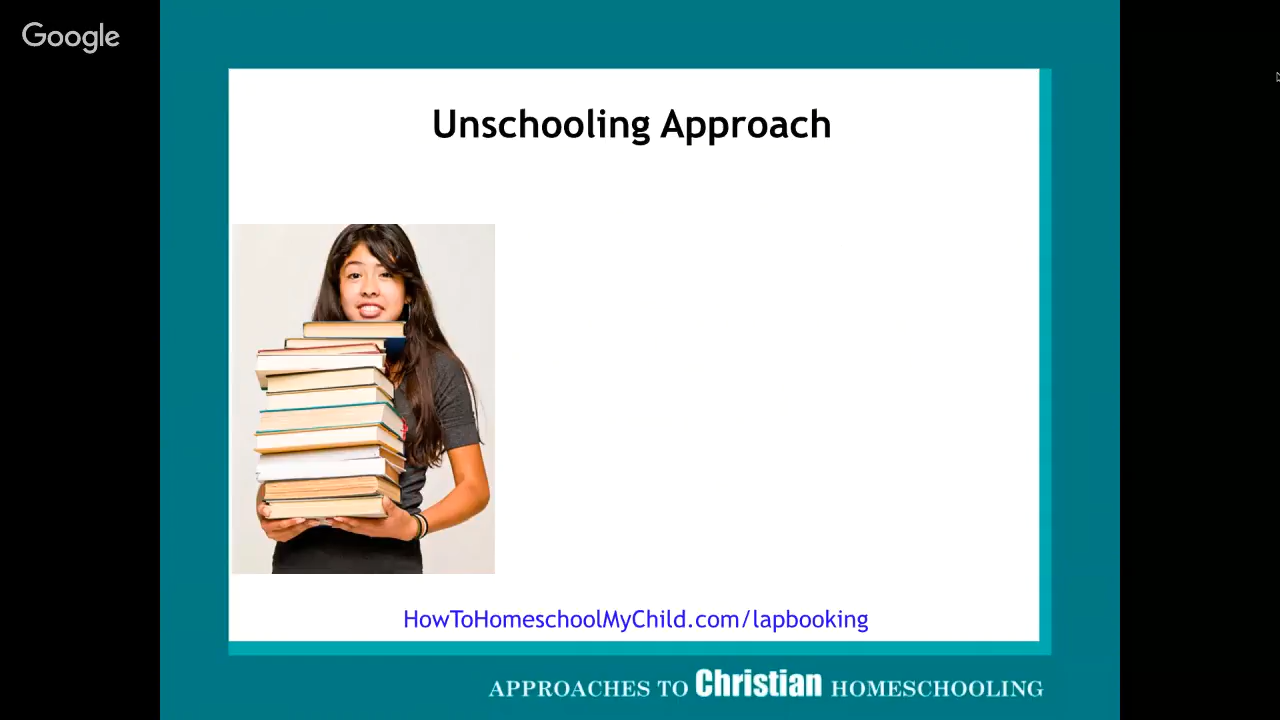 Google
Unschooling Approach
HowToHomeschoolMyChild.com/lapbooking
APPROACHES TO Christian HOMESCHOOLING